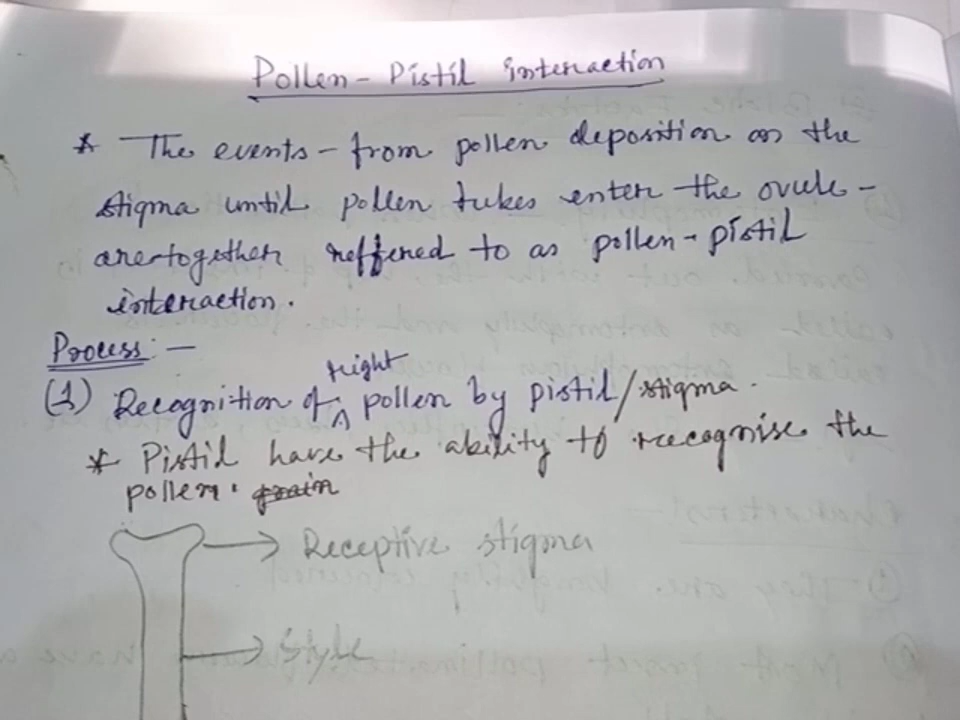 Pollen - Pistil interaction
* The events - from pollen deposition on the
stigma until pollen tubes enter the ovule -
are together reffered to as pollen - pistil
interaction.
Process: -
right
(1) Recognition of ^ pollen by pistil/stigma.
* Pistil have the ability to recognise the
pollen. grain
→ Receptive stigma
→ Style